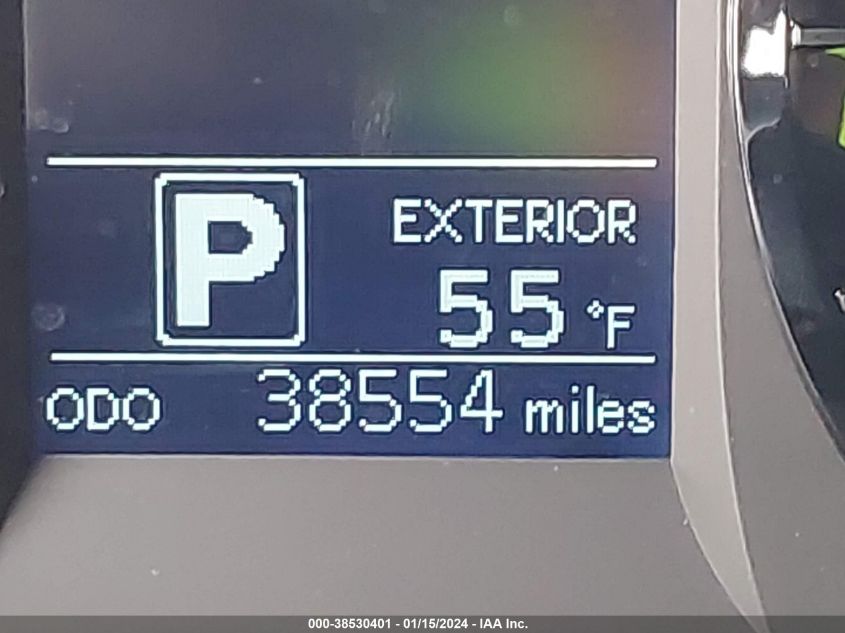 P
EXTERIOR
55 °F
ODO 38554 miles
000-38530401 - 01/15/2024 - IAA Inc.